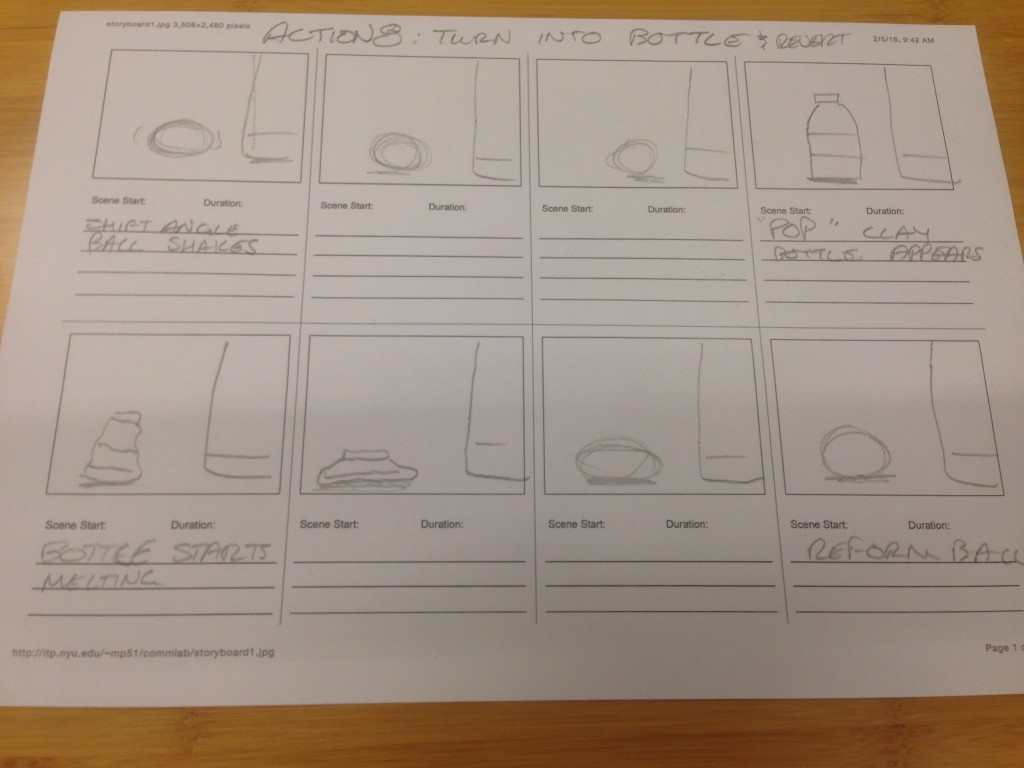 storyboard1.jpg 3,508×2,480 pixels
ACTION8: TURN INTO BOTTLE & REVERT
2/5/16, 9:42 AM
Scene Start: Duration:
SHIFT ANGLE
BALL SHAKES
Scene Start: Duration:
Scene Start: Duration:
Scene Start: Duration:
"POP" CLAY
BOTTLE APPEARS
Scene Start: Duration:
BOTTLE STARTS
MELTING
Scene Start: Duration:
Scene Start: Duration:
Scene Start: Duration:
REFORM BALL
http://itp.nyu.edu/~mp51/commlab/storyboard1.jpg
Page 1 o